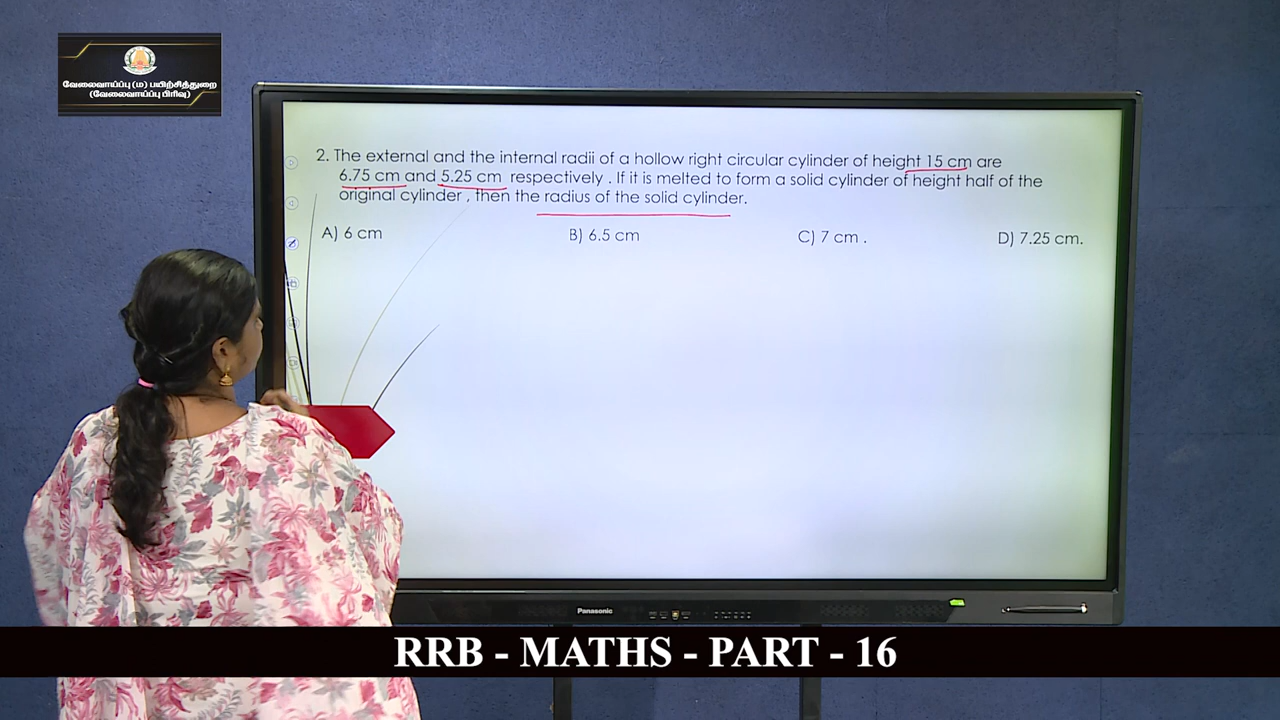 வேலைவாய்ப்பு (ம) பயிற்சித்துறை
(வேலைவாய்ப்பு பிரிவு)
2. The external and the internal radii of a hollow right circular cylinder of height 15 cm are
6.75 cm and 5.25 cm respectively . If it is melted to form a solid cylinder of height half of the
original cylinder , then the radius of the solid cylinder.
A) 6 cm B) 6.5 cm C) 7 cm . D) 7.25 cm.
Panasonic
RRB - MATHS - PART - 16